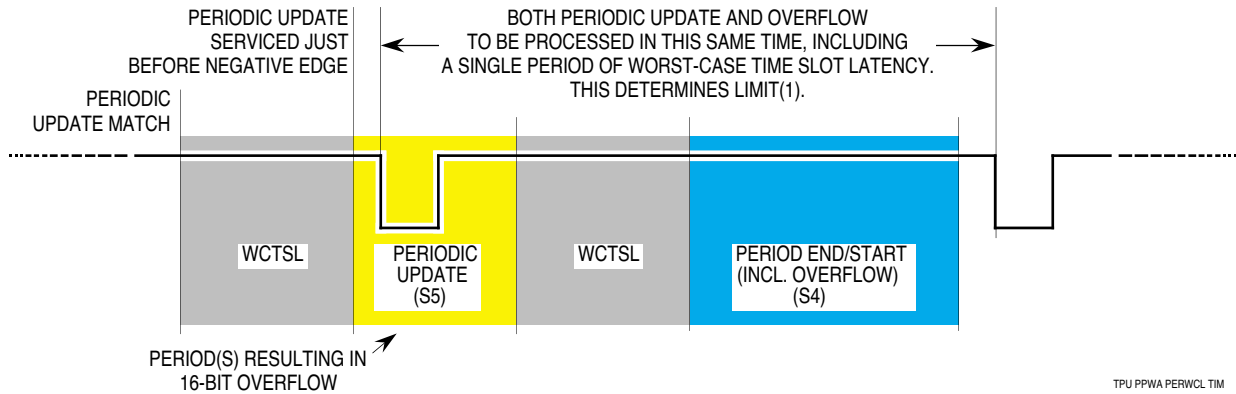 PERIODIC UPDATE
SERVICED JUST
BEFORE NEGATIVE EDGE
BOTH PERIODIC UPDATE AND OVERFLOW
TO BE PROCESSED IN THIS SAME TIME, INCLUDING
A SINGLE PERIOD OF WORST-CASE TIME SLOT LATENCY.
THIS DETERMINES LIMIT(1).
PERIODIC
UPDATE MATCH
WCTSL
PERIODIC
UPDATE
(S5)
WCTSL
PERIOD END/START
(INCL. OVERFLOW)
(S4)
PERIOD(S) RESULTING IN
16-BIT OVERFLOW
TPU PPWA PERWCL TIM